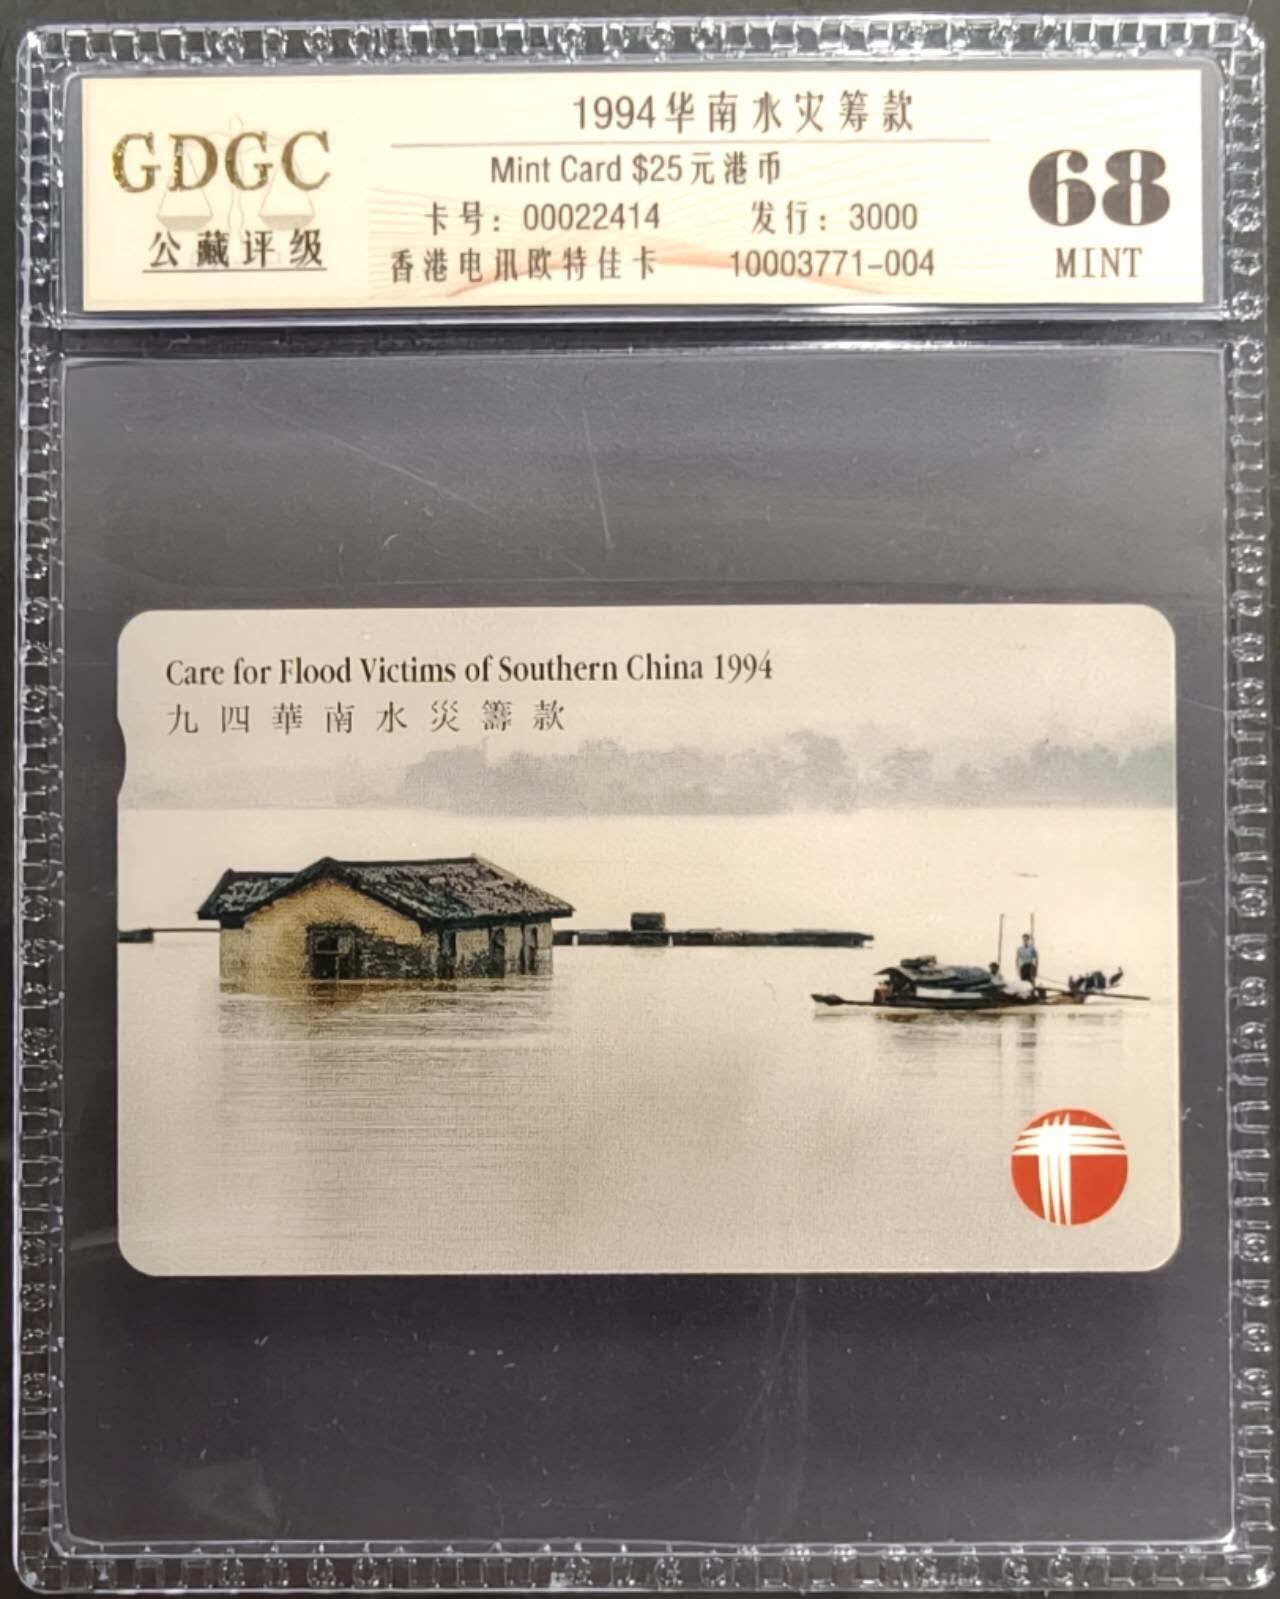 GDGC
公藏评级
1994华南水灾筹款
Mint Card $25元港币
卡号：00022414 发行：3000
香港电讯欧特佳卡 10003771-004
68
MINT
Care for Flood Victims of Southern China 1994
九四華南水災籌款